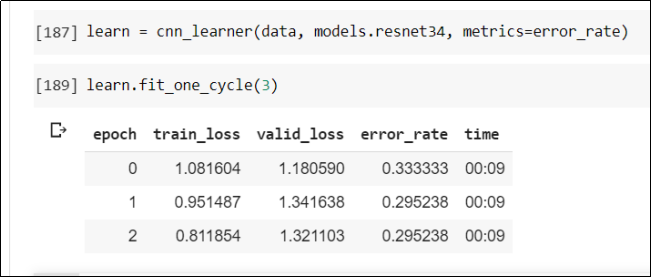 [187] learn = cnn_learner(data, models.resnet34, metrics=error_rate)
[189] learn.fit_one_cycle(3)
epoch train_loss valid_loss error_rate time
0 1.081604 1.180590 0.333333 00:09
1 0.951487 1.341638 0.295238 00:09
2 0.811854 1.321103 0.295238 00:09